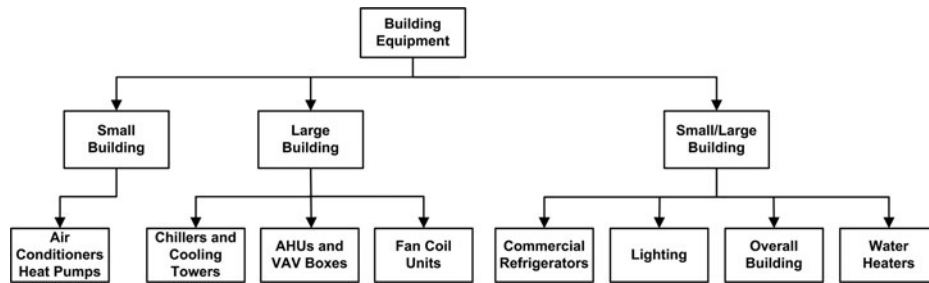 Building
Equipment
Small
Building
Large
Building
Small/Large
Building
Air
Conditioners
Heat Pumps
Chillers and
Cooling
Towers
AHUs and
VAV Boxes
Fan Coil
Units
Commercial
Refrigerators
Lighting
Overall
Building
Water
Heaters